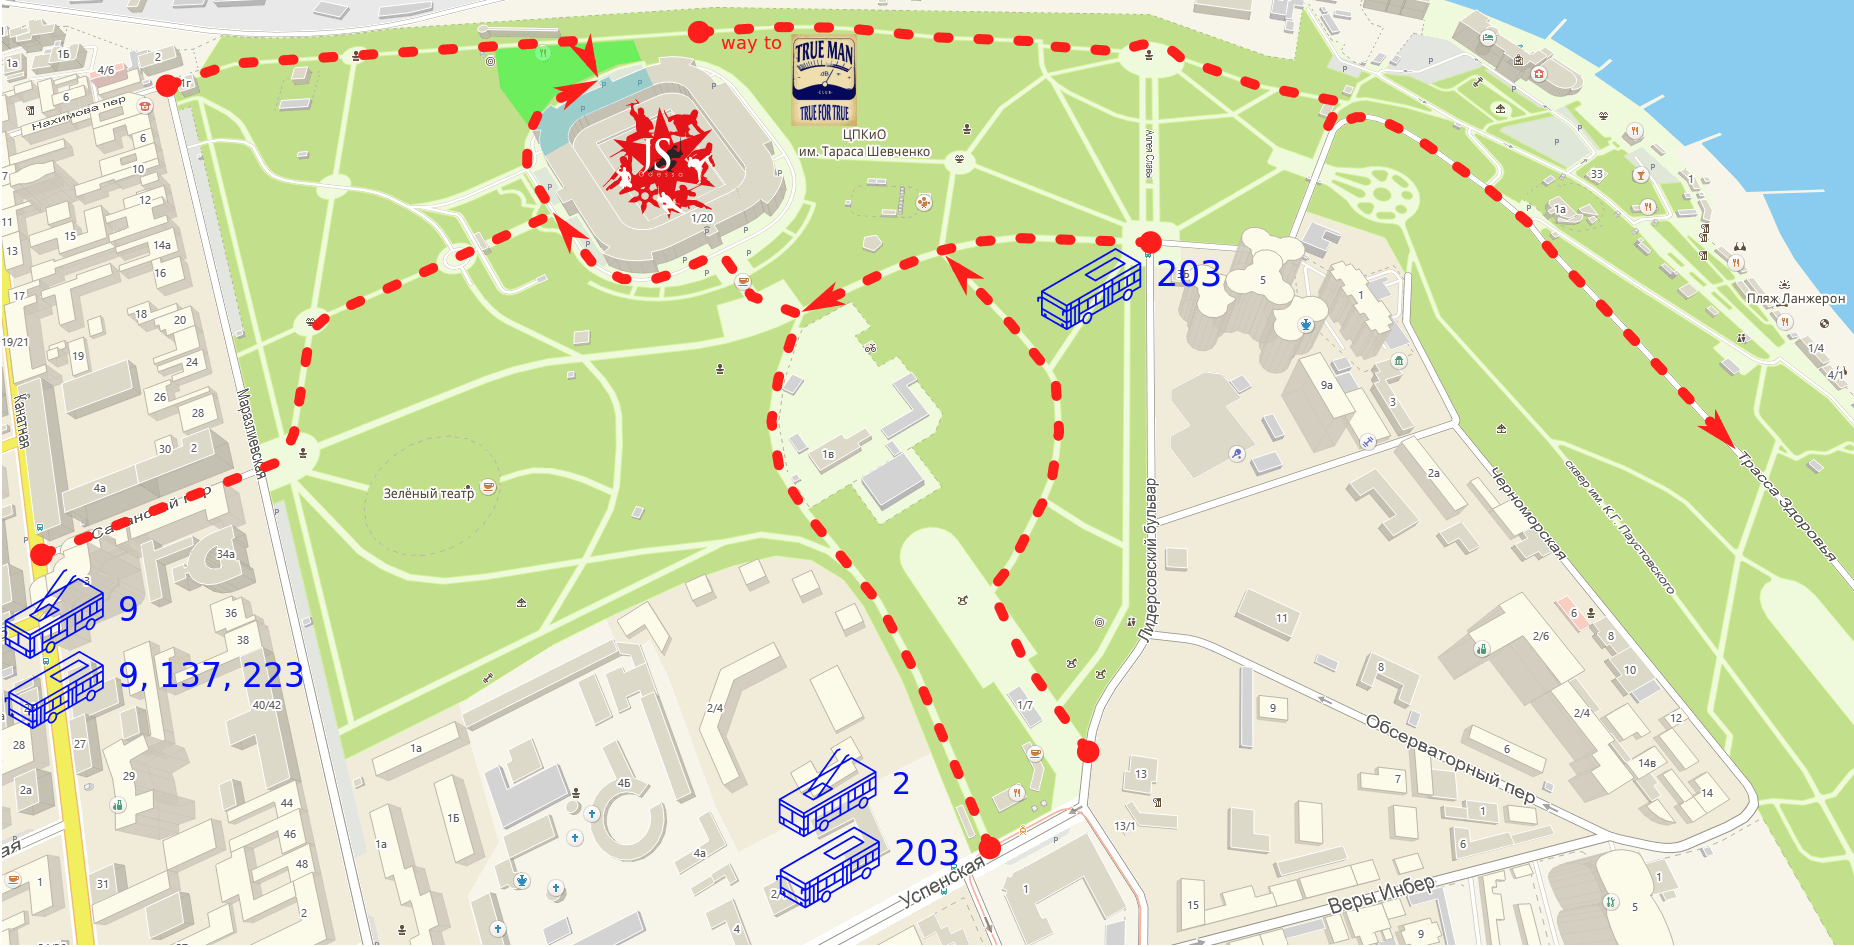 way to
TRUE MAN
dB
CLUB
TRUE FOR TRUE
ЦПКиО
им. Тараса Шевченко
Аллея Славы
JS
Odessa
1/20
1Б
1а
2
4/6
1г
6
Нахимова пер
6
10
7
12
11
15
14а
13
16
17
18
20
19/21
19
24
26
28
Канатная
Маразлиевская
30
2
4а
Сабанский пер
34а
3
36
38
40/42
9
9, 137, 223
28
27
29
2а
44
46
48
1
31
2
ая
Зелёный театр
1в
1а
1Б
1а
4Б
4а
4
2/4
2
203
Успенская
1
1/7
13
13/1
15
203
3Б
5
1
9а
3
2а
Лидерсовский бульвар
Черноморская
сквер им. К.Г. Паустовского
Трасса Здоровья
33
1а
1
Пляж Ланжерон
1/4
4/1
11
2/6
6
8
10
8
9
2/4
12
6
14в
14
7
1
6
Обсерваторный пер
Веры Инбер
9
5
1